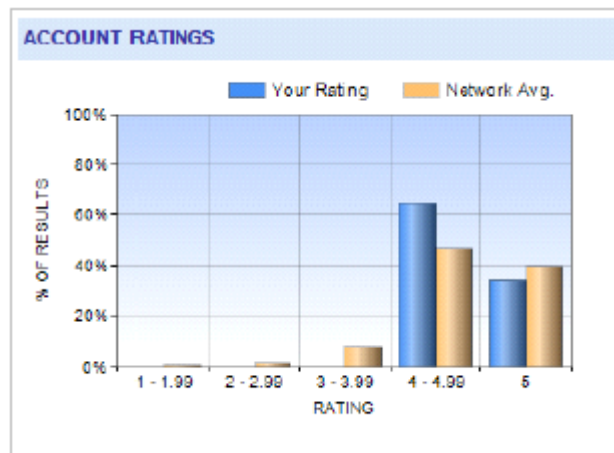 ACCOUNT RATINGS
Your Rating Network Avg.
100%
80%
60%
40%
20%
0%
% OF RESULTS
1 - 1.99 2 - 2.99 3 - 3.99 4 - 4.99 5
RATING